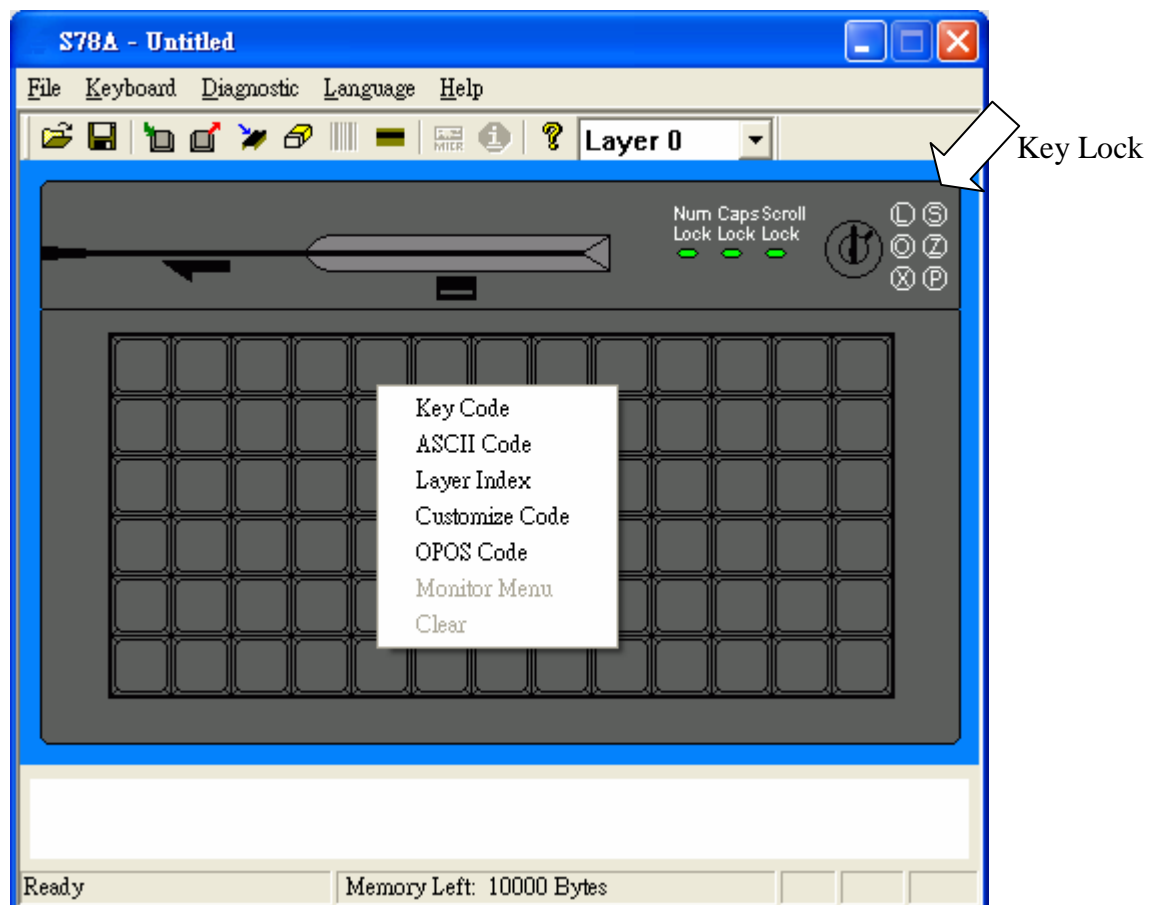 S78A - Untitled
File Keyboard Diagnostic Language Help
MICR
Layer 0
Key Lock
Num Caps Scroll
Lock Lock Lock
L S
O Z
X P
Key Code
ASCII Code
Layer Index
Customize Code
OPOS Code
Monitor Menu
Clear
Ready
Memory Left: 10000 Bytes